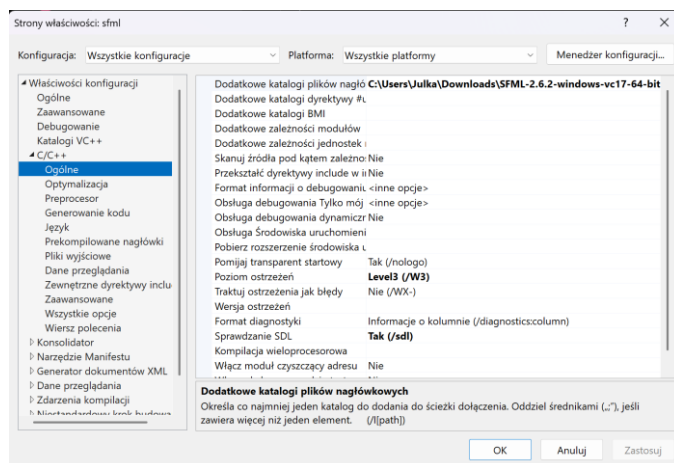 Strony właściwości: sfml
? ×
Konfiguracja: Wszystkie konfiguracje Platforma: Wszystkie platformy Menedżer konfiguracji...
Właściwości konfiguracji
Ogólne
Zaawansowane
Debugowanie
Katalogi VC++
C/C++
Ogólne
Optymalizacja
Preprocesor
Generowanie kodu
Język
Prekompilowane nagłówki
Pliki wyjściowe
Dane przeglądania
Zewnętrzne dyrektywy inclu
Zaawansowane
Wszystkie opcje
Wiersz polecenia
Konsolidator
Narzędzie Manifestu
Generator dokumentów XML
Dane przeglądania
Zdarzenia kompilacji
Niestandardowy krok budowa
Dodatkowe katalogi plików nagłó C:\Users\Julka\Downloads\SFML-2.6.2-windows-vc17-64-bit
Dodatkowe katalogi dyrektywy #u
Dodatkowe katalogi BMI
Dodatkowe zależności modułów
Dodatkowe zależności jednostek
Skanuj źródła pod kątem zależno: Nie
Przekształć dyrektywy include w i Nie
Format informacji o debugowaniu <inne opcje>
Obsługa debugowania Tylko mój <inne opcje>
Obsługa debugowania dynamiczr Nie
Obsługa Środowiska uruchomieni
Pobierz rozszerzenie środowiska u
Pomijaj transparent startowy Tak (/nologo)
Poziom ostrzeżeń Level3 (/W3)
Traktuj ostrzeżenia jak błędy Nie (/WX-)
Wersja ostrzeżeń
Format diagnostyki Informacje o kolumnie (/diagnostics:column)
Sprawdzanie SDL Tak (/sdl)
Kompilacja wieloprocesorowa
Włącz moduł czyszczący adresu Nie
Dodatkowe katalogi plików nagłówkowych
Określa co najmniej jeden katalog do dodania do ścieżki dołączenia. Oddziel średnikami („;”), jeśli
zawiera więcej niż jeden element. (/I[path])
OK Anuluj Zastosuj